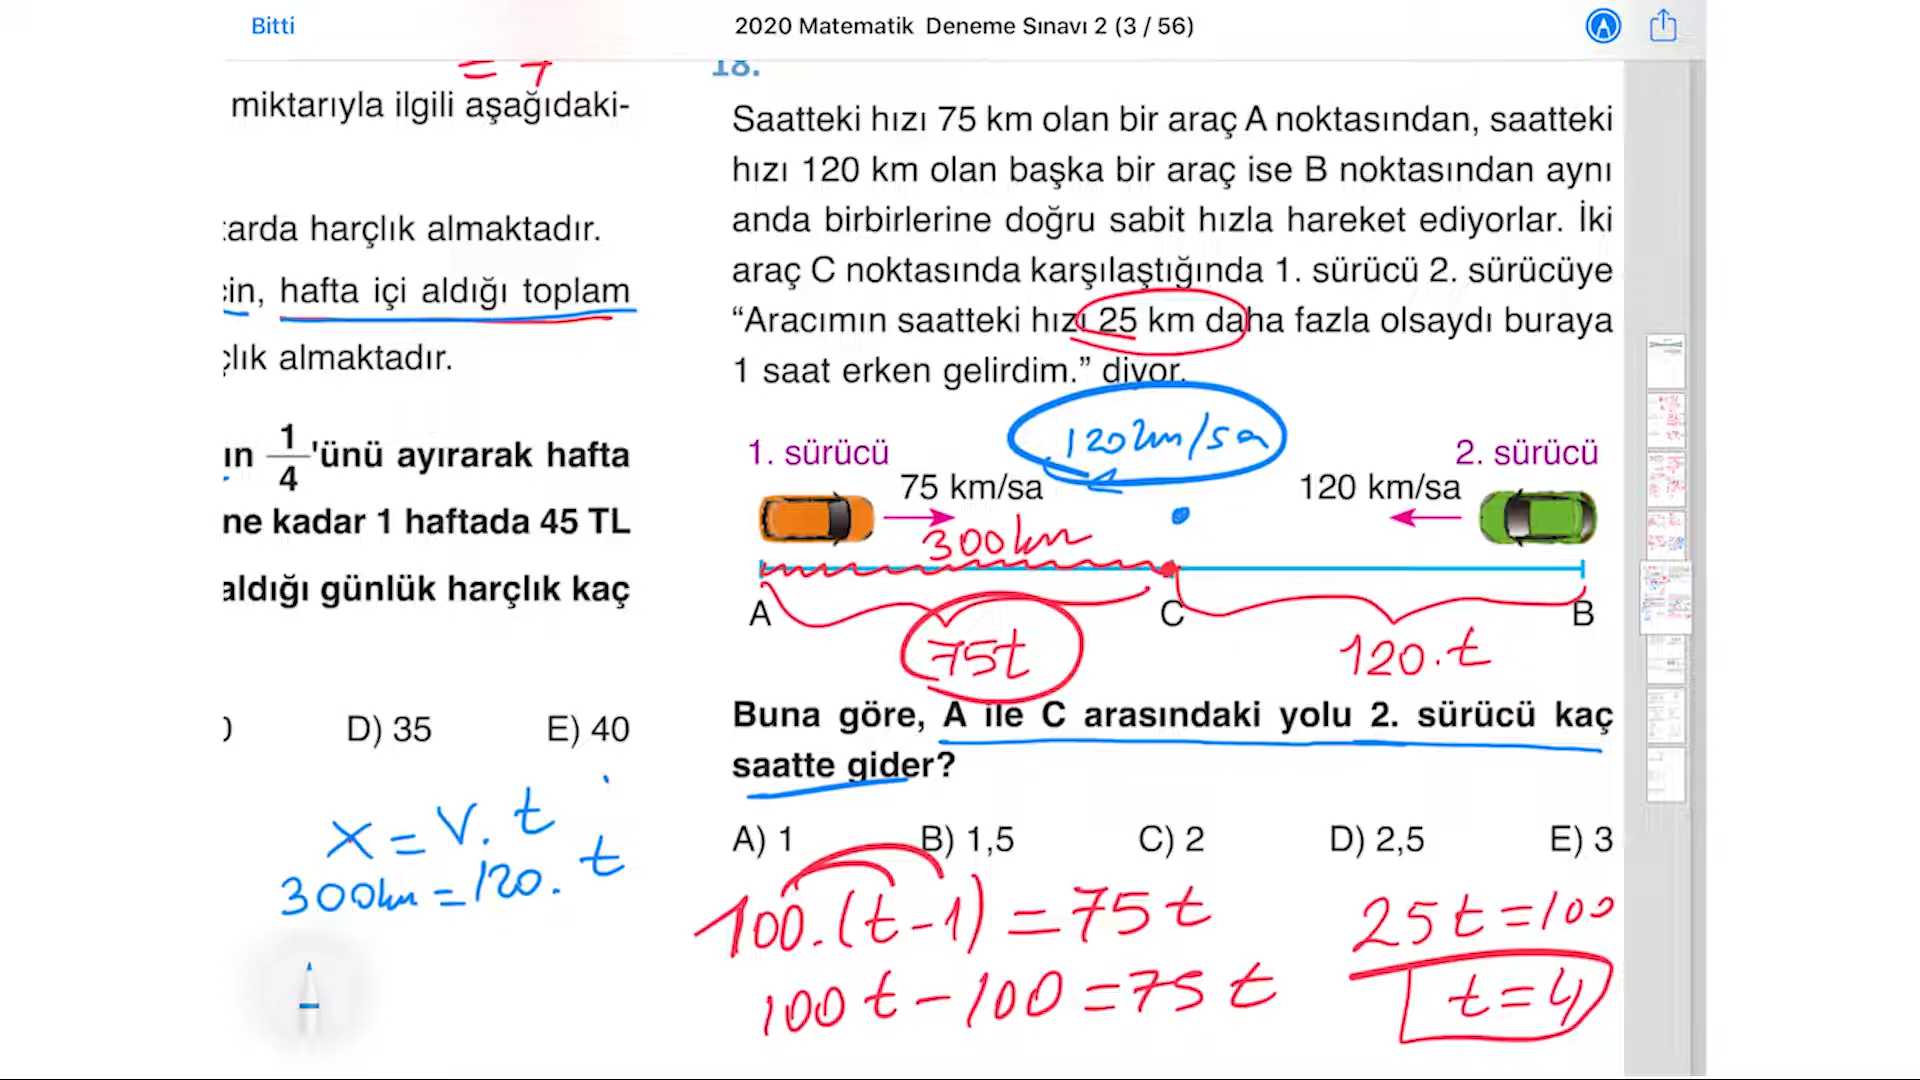 Bitti
2020 Matematik Deneme Sınavı 2 (3 / 56)
=
miktarıyla ilgili aşağıdaki-
tarda harçlık almaktadır.
çin, hafta içi aldığı toplam
çlık almaktadır.
ın 1/4'ünü ayırarak hafta
ne kadar 1 haftada 45 TL
aldığı günlük harçlık kaç
D) 35 E) 40
x = v. t
300km = 120. t
18.
Saatteki hızı 75 km olan bir araç A noktasından, saatteki
hızı 120 km olan başka bir araç ise B noktasından aynı
anda birbirlerine doğru sabit hızla hareket ediyorlar. İki
araç C noktasında karşılaştığında 1. sürücü 2. sürücüye
“Aracımın saatteki hızı 25 km daha fazla olsaydı buraya
1 saat erken gelirdim.” diyor.
120km/sa
1. sürücü 2. sürücü
75 km/sa 120 km/sa
300km
A C B
75t 120.t
Buna göre, A ile C arasındaki yolu 2. sürücü kaç
saatte gider?
A) 1 B) 1,5 C) 2 D) 2,5 E) 3
100.(t-1) = 75t 25t=100
100t-100=75t t=4